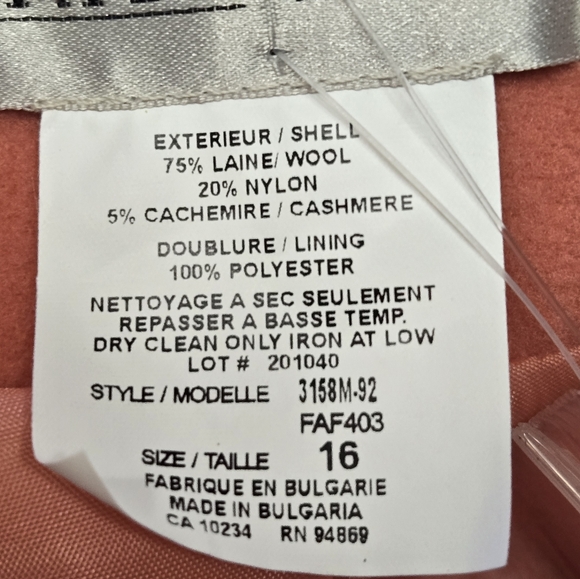 EXTERIEUR / SHELL
75% LAINE/ WOOL
20% NYLON
5% CACHEMIRE / CASHMERE
DOUBLURE / LINING
100% POLYESTER
NETTOYAGE A SEC SEULEMENT
REPASSER A BASSE TEMP.
DRY CLEAN ONLY IRON AT LOW
LOT # 201040
STYLE / MODELLE 3158M-92
FAF403
SIZE / TAILLE 16
FABRIQUE EN BULGARIE
MADE IN BULGARIA
CA 10234 RN 94869